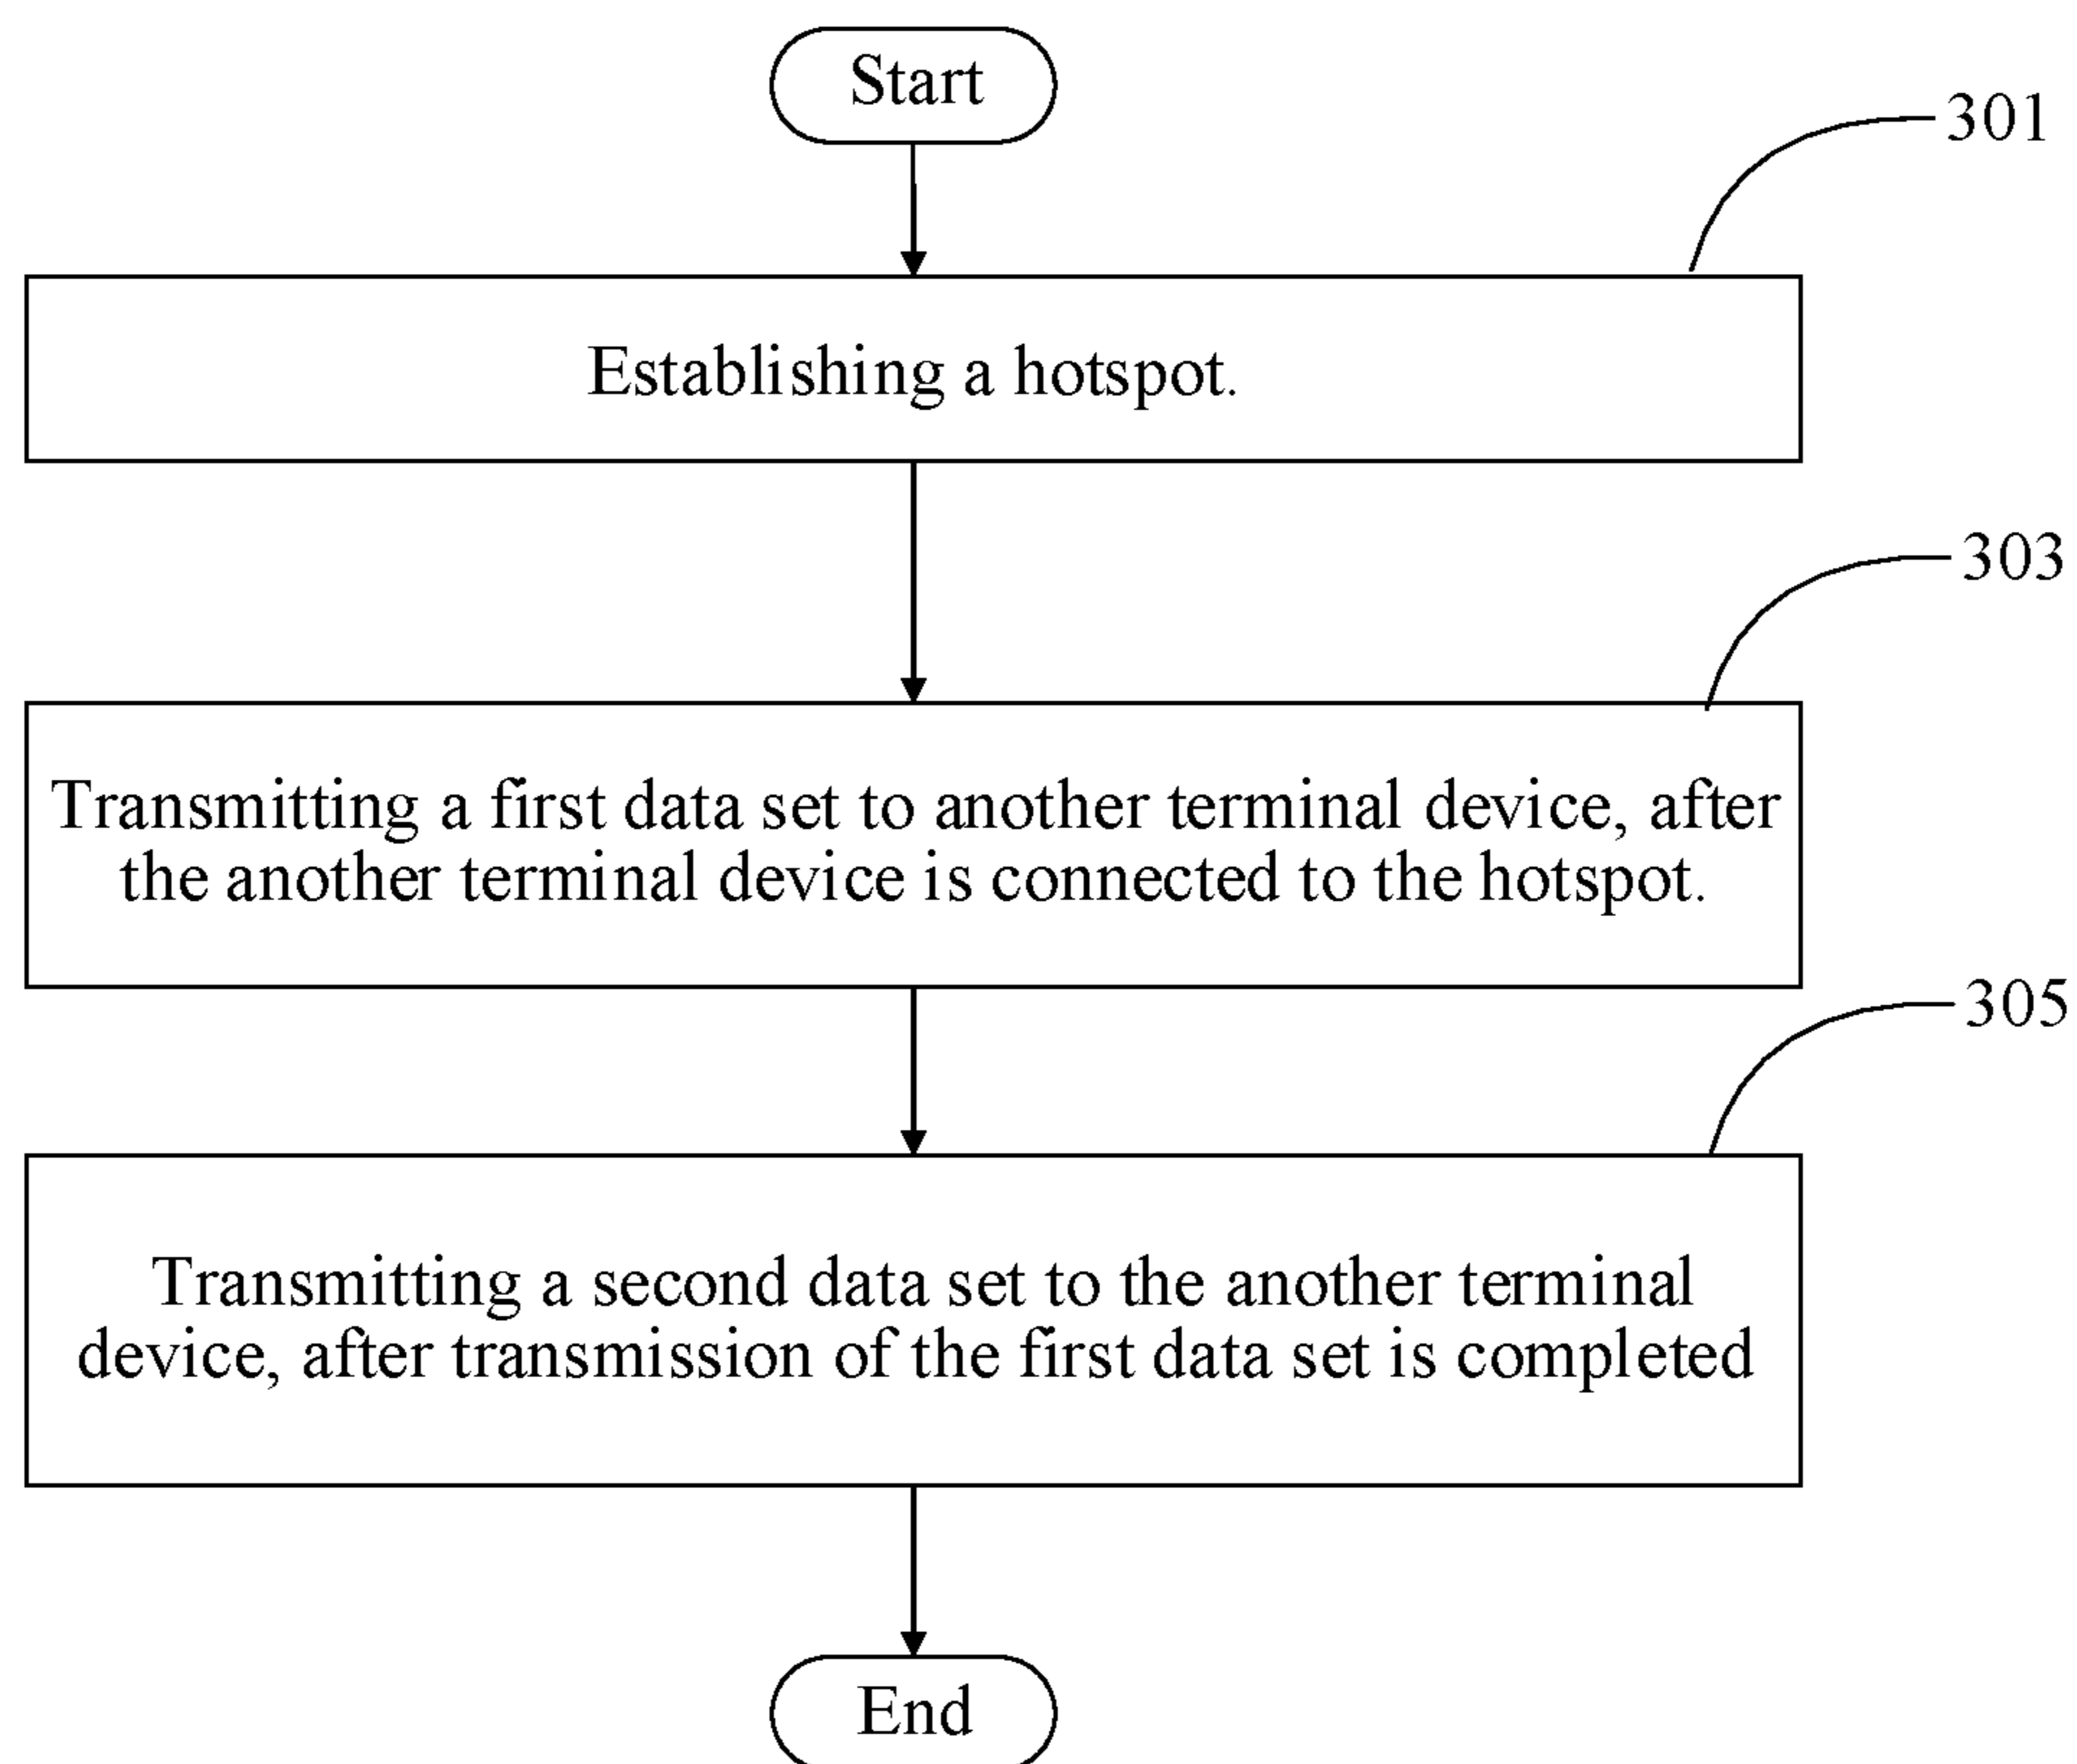 Start
301
Establishing a hotspot.
303
Transmitting a first data set to another terminal device, after
the another terminal device is connected to the hotspot.
305
Transmitting a second data set to the another terminal
device, after transmission of the first data set is completed
End